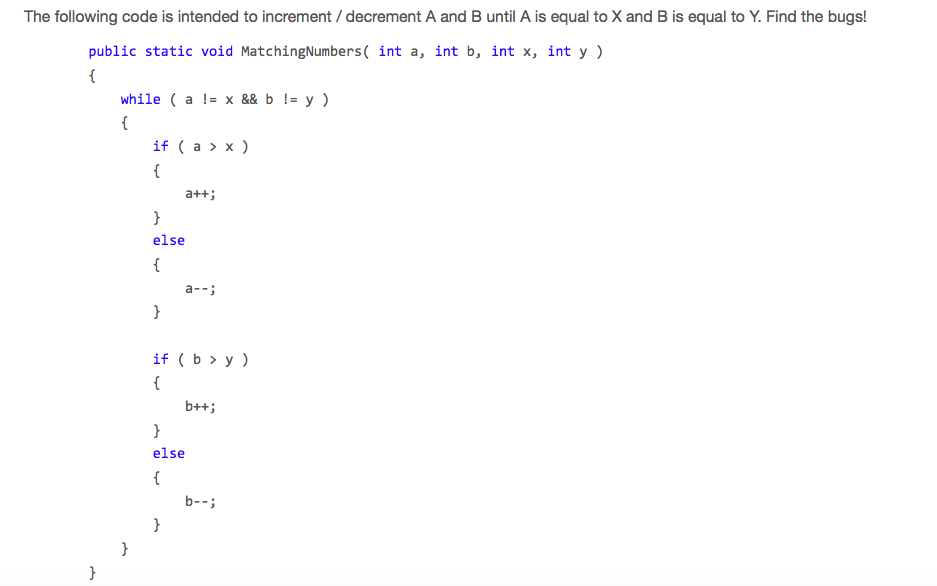 The following code is intended to increment / decrement A and B until A is equal to X and B is equal to Y. Find the bugs!
public static void MatchingNumbers( int a, int b, int x, int y )
{
while ( a != x && b != y )
{
if ( a > x )
{
a++;
}
else
{
a--;
}
if ( b > y )
{
b++;
}
else
{
b--;
}
}
}